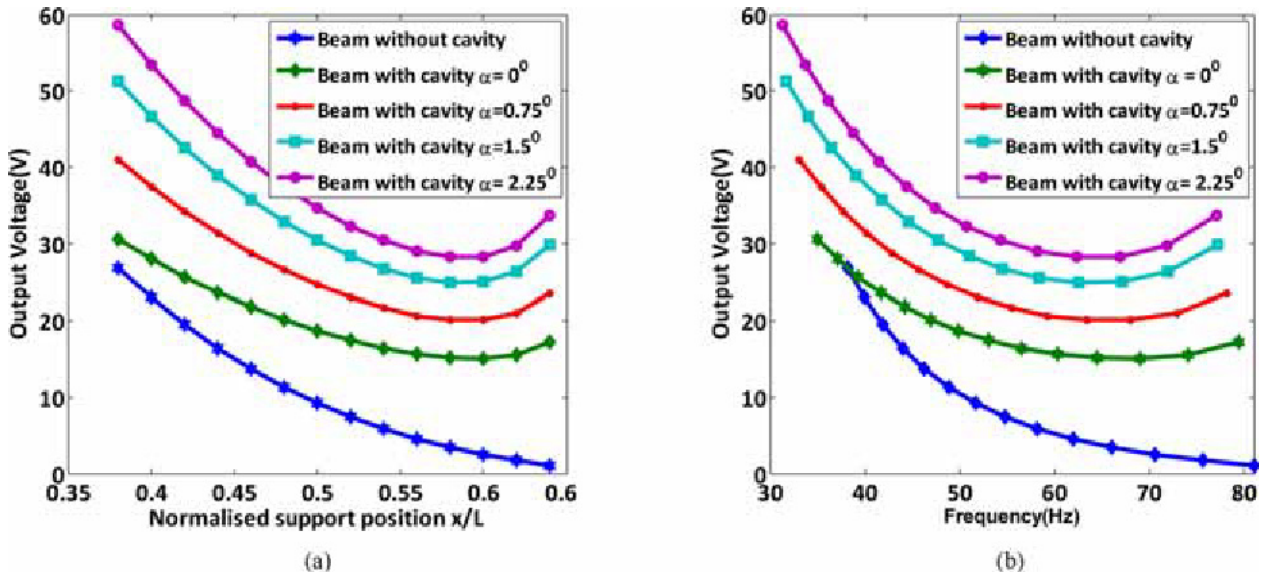 60
50
40
30
20
10
0
Output Voltage(V)
Beam without cavity
Beam with cavity α= 0⁰
Beam with cavity α=0.75⁰
Beam with cavity α=1.5⁰
Beam with cavity α= 2.25⁰
0.35 0.4 0.45 0.5 0.55 0.6 0.6
Normalised support position x/L
(a)
60
50
40
30
20
10
0
Output Voltage(V)
Beam without cavity
Beam with cavity α = 0⁰
Beam with cavity α=0.75⁰
Beam with cavity α=1.5⁰
Beam with cavity α= 2.25⁰
30 40 50 60 70 80
Frequency(Hz)
(b)